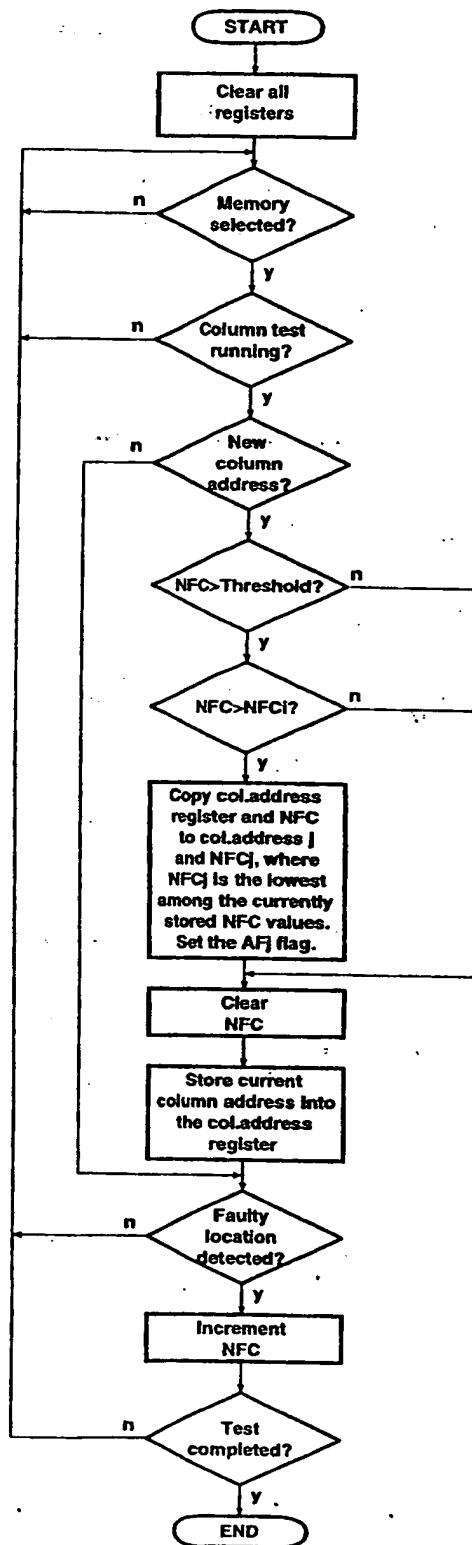 START
Clear all
registers
n
Memory
selected?
y
n
Column test
running?
y
n
New
column
address?
y
NFC>Threshold?
n
y
NFC>NFCi?
n
y
Copy col.address
register and NFC
to col.address j
and NFCj, where
NFCj is the lowest
among the currently
stored NFC values.
Set the AFj flag.
Clear
NFC
Store current
column address into
the col.address
register
n
Faulty
location
detected?
y
Increment
NFC
n
Test
completed?
y
END